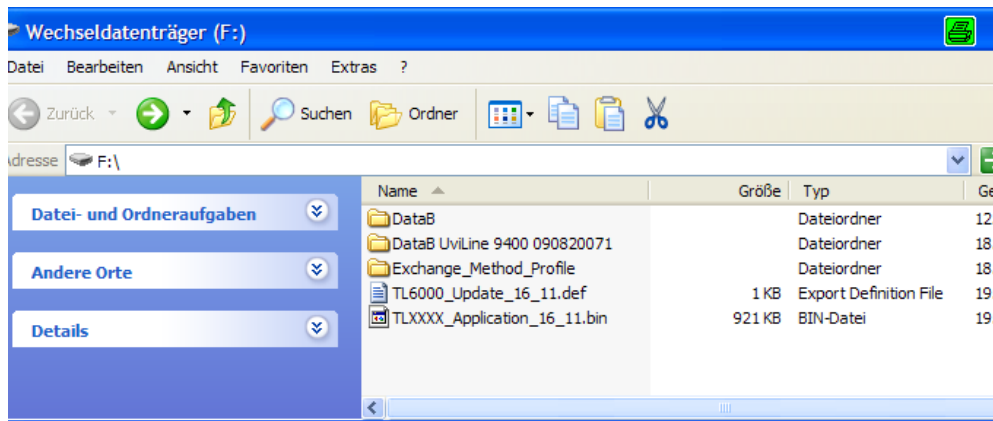 Wechseldatenträger (F:)
Datei Bearbeiten Ansicht Favoriten Extras ?
Zurück Suchen Ordner
Adresse F:\
Name Größe Typ Ge
Datei- und Ordneraufgaben
Andere Orte
Details
DataB Dateiordner 12
DataB UviLine 9400 090820071 Dateiordner 18
Exchange_Method_Profile Dateiordner 18
TL6000_Update_16_11.def 1 KB Export Definition File 19
TLXXXX_Application_16_11.bin 921 KB BIN-Datei 19